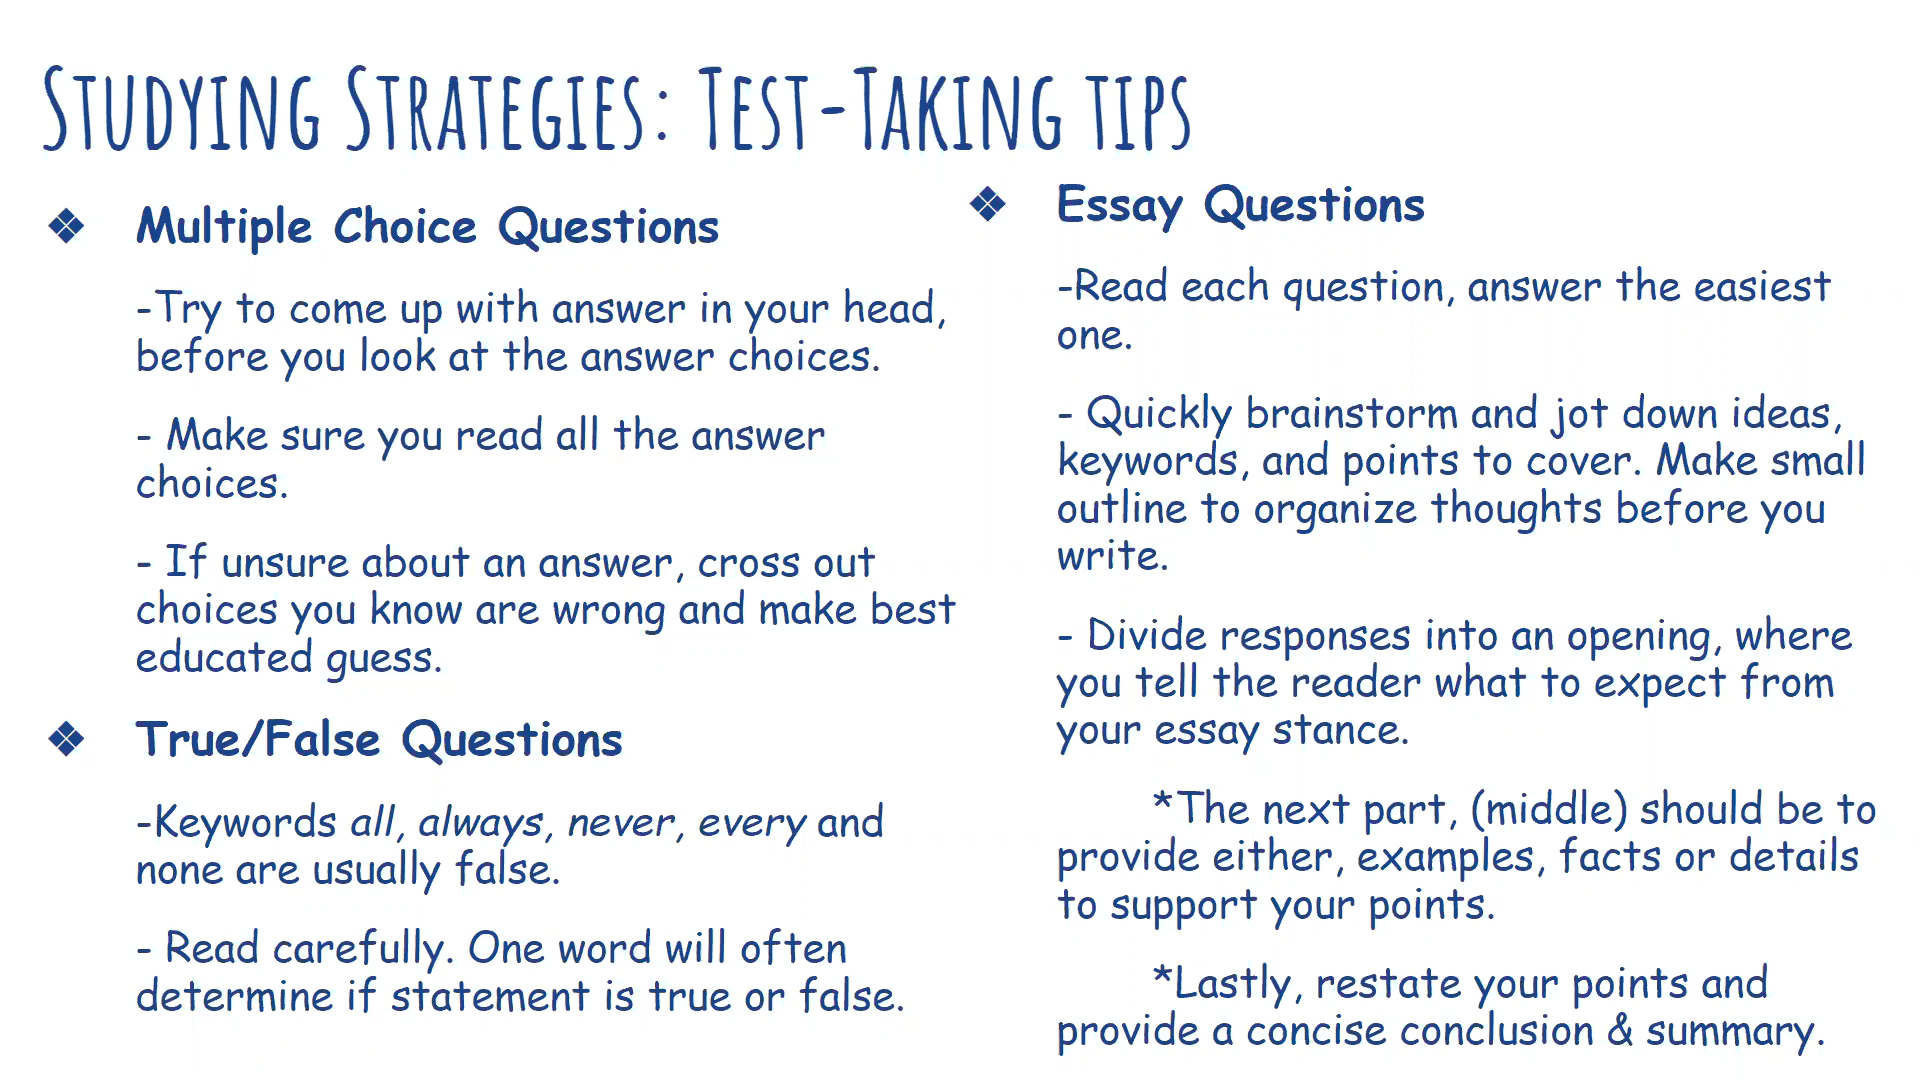 Studying Strategies: Test-Taking tips
❖ Multiple Choice Questions
-Try to come up with answer in your head,
before you look at the answer choices.
- Make sure you read all the answer
choices.
- If unsure about an answer, cross out
choices you know are wrong and make best
educated guess.
❖ True/False Questions
-Keywords all, always, never, every and
none are usually false.
- Read carefully. One word will often
determine if statement is true or false.
❖ Essay Questions
-Read each question, answer the easiest
one.
- Quickly brainstorm and jot down ideas,
keywords, and points to cover. Make small
outline to organize thoughts before you
write.
- Divide responses into an opening, where
you tell the reader what to expect from
your essay stance.
*The next part, (middle) should be to
provide either, examples, facts or details
to support your points.
*Lastly, restate your points and
provide a concise conclusion & summary.